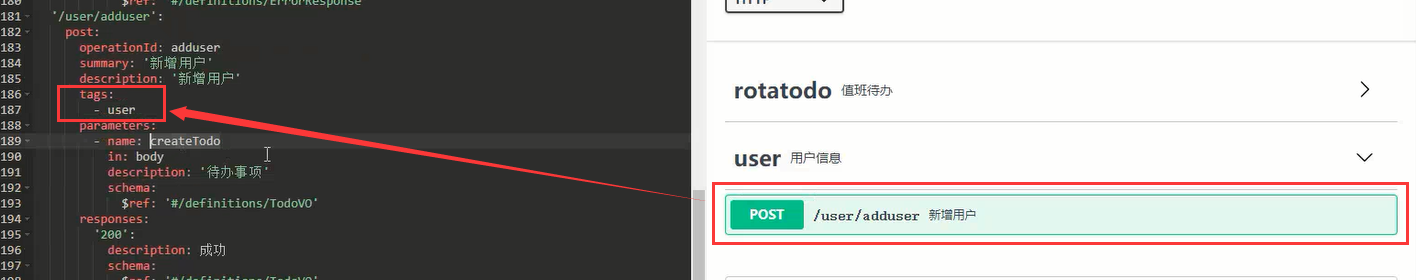 180 $ref: '#/definitions/ErrorResponse'
181 '/user/adduser':
182 post:
183 operationId: adduser
184 summary: '新增用户'
185 description: '新增用户'
186 tags:
187 - user
188 parameters:
189 - name: createTodo
190 in: body
191 description: '待办事项'
192 schema:
193 $ref: '#/definitions/TodoVO'
194 responses:
195 '200':
196 description: 成功
197 schema:
198 $ref: '#/definitions/TodoVO'
HTTP
rotatodo 值班待办
user 用户信息
POST /user/adduser 新增用户